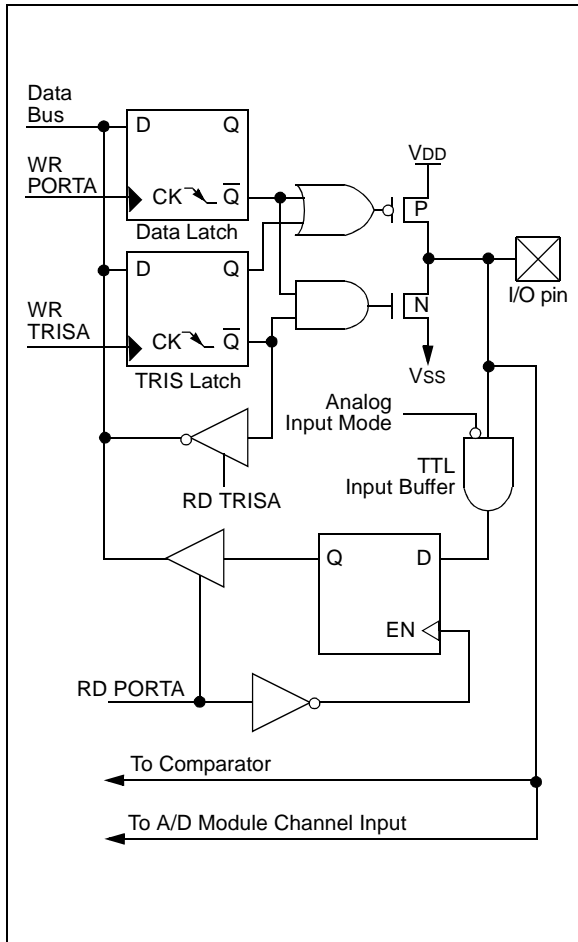 Data
Bus
D Q
WR
PORTA
CK Q
Data Latch
VDD
P
D Q
WR
TRISA
CK Q
TRIS Latch
N
I/O pin
VSS
Analog
Input Mode
TTL
Input Buffer
RD TRISA
Q D
EN
RD PORTA
To Comparator
To A/D Module Channel Input